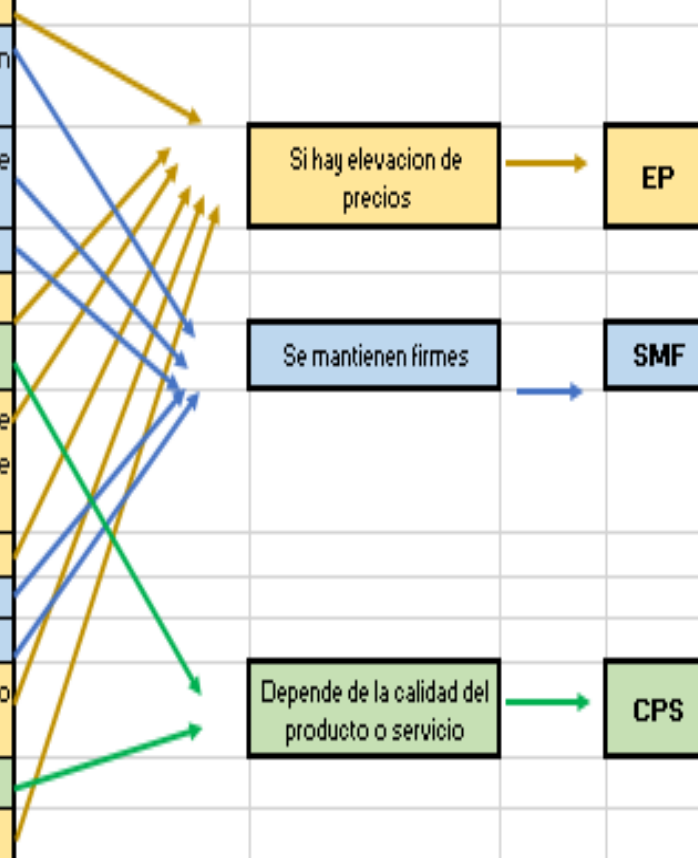 n
Si hay elevacion de
precios
EP
e
Se mantienen firmes
SMF
e
e
Depende de la calidad del
producto o servicio
CPS
o